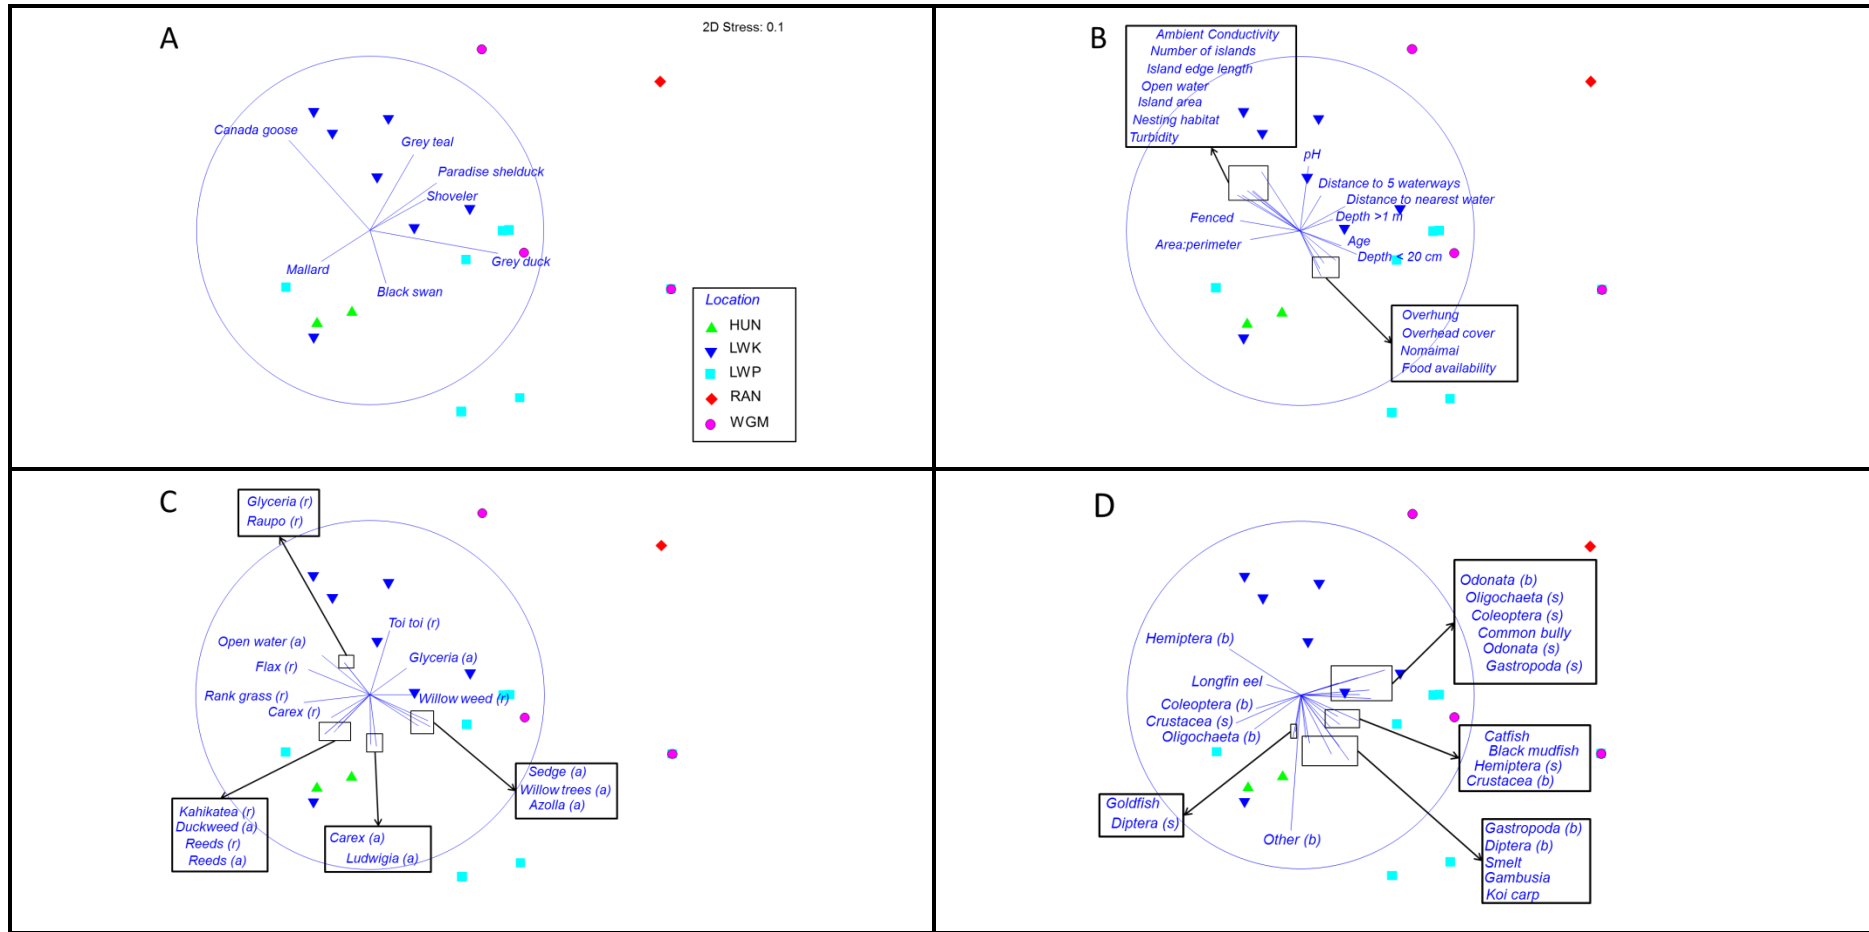 A
2D Stress: 0.1
Canada goose
Grey teal
Paradise shelduck
Shoveler
Grey duck
Mallard
Black swan
Location
HUN
LWK
LWP
RAN
WGM
B
Ambient Conductivity
Number of islands
Island edge length
Open water
Island area
Nesting habitat
Turbidity
pH
Distance to 5 waterways
Distance to nearest water
Depth >1 m
Fenced
Area:perimeter
Age
Depth < 20 cm
Overhung
Overhead cover
Nomaimai
Food availability
C
Glyceria (r)
Raupo (r)
Toi toi (r)
Open water (a)
Glyceria (a)
Flax (r)
Rank grass (r)
Willow weed (r)
Carex (r)
Sedge (a)
Willow trees (a)
Azolla (a)
Kahikatea (r)
Duckweed (a)
Reeds (r)
Reeds (a)
Carex (a)
Ludwigia (a)
D
Odonata (b)
Oligochaeta (s)
Coleoptera (s)
Common bully
Odonata (s)
Gastropoda (s)
Hemiptera (b)
Longfin eel
Coleoptera (b)
Crustacea (s)
Oligochaeta (b)
Catfish
Black mudfish
Hemiptera (s)
Crustacea (b)
Goldfish
Diptera (s)
Other (b)
Gastropoda (b)
Diptera (b)
Smelt
Gambusia
Koi carp